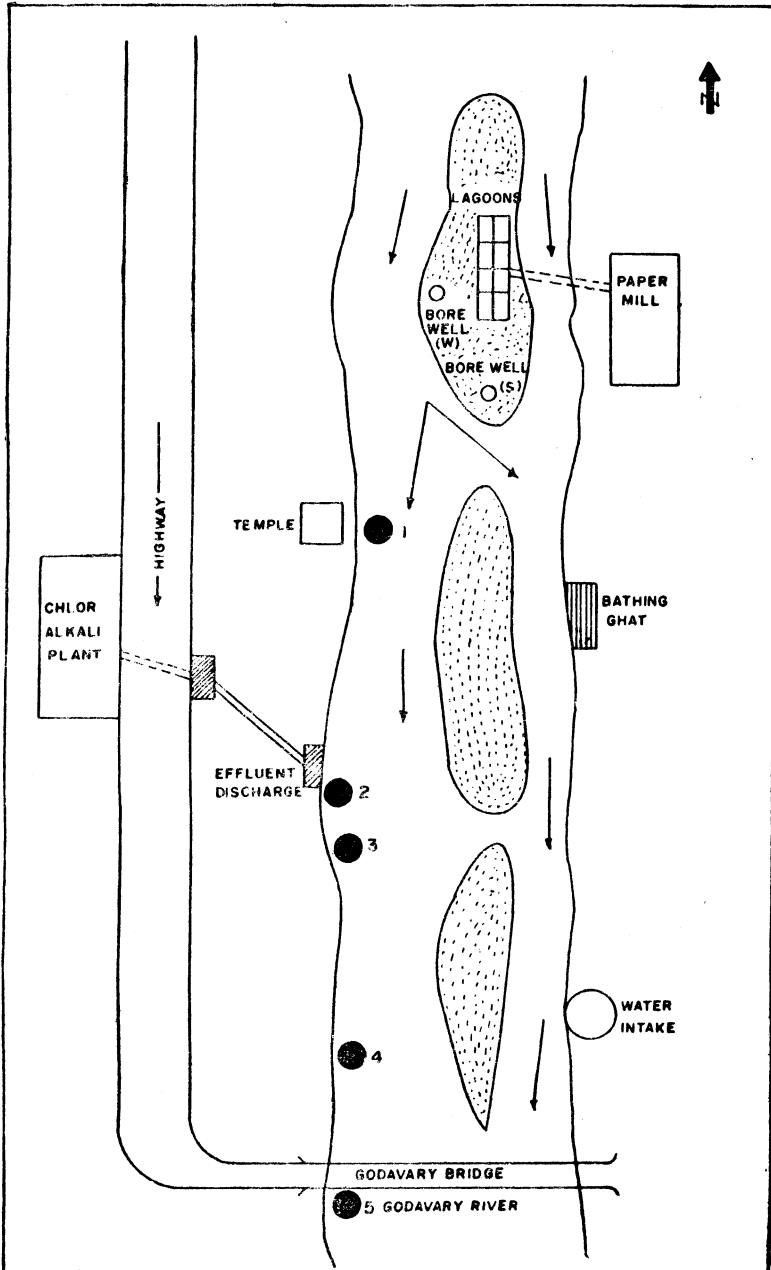 N
LAGOONS
PAPER
MILL
BORE
WELL
(W)
BORE WELL
(S)
HIGHWAY
TEMPLE
1
CHLOR
ALKALI
PLANT
BATHING
GHAT
EFFLUENT
DISCHARGE
2
3
WATER
INTAKE
4
GODAVARY BRIDGE
5 GODAVARY RIVER